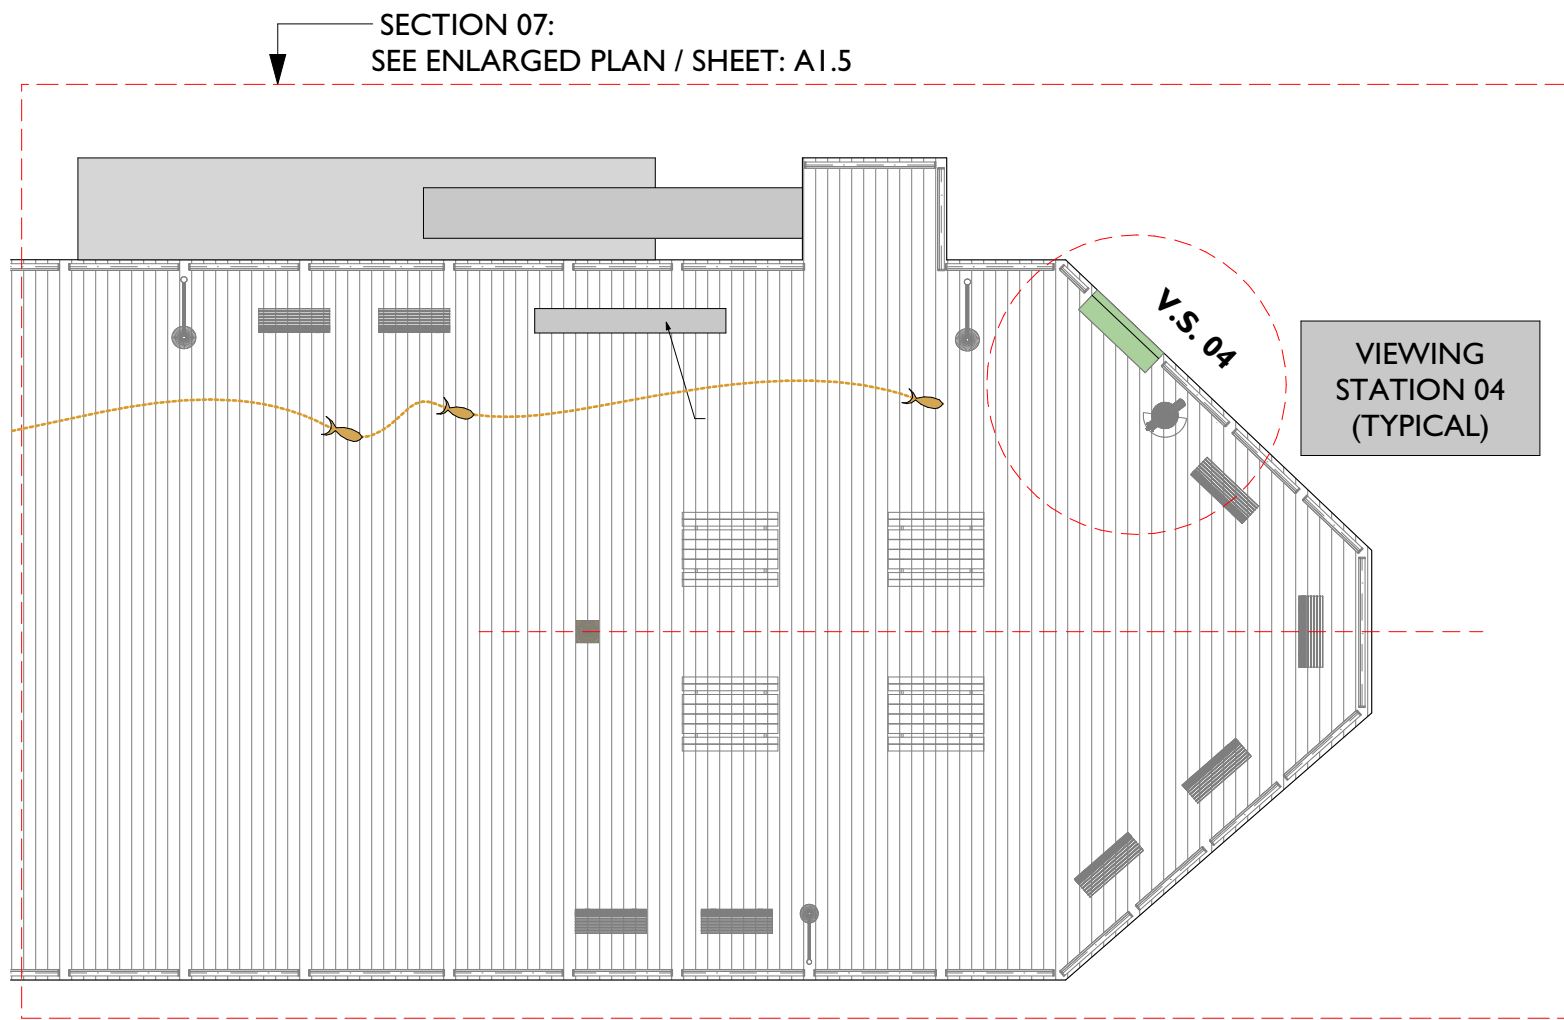 SECTION 07:
SEE ENLARGED PLAN / SHEET: A1.5
V.S. 04
VIEWING
STATION 04
(TYPICAL)